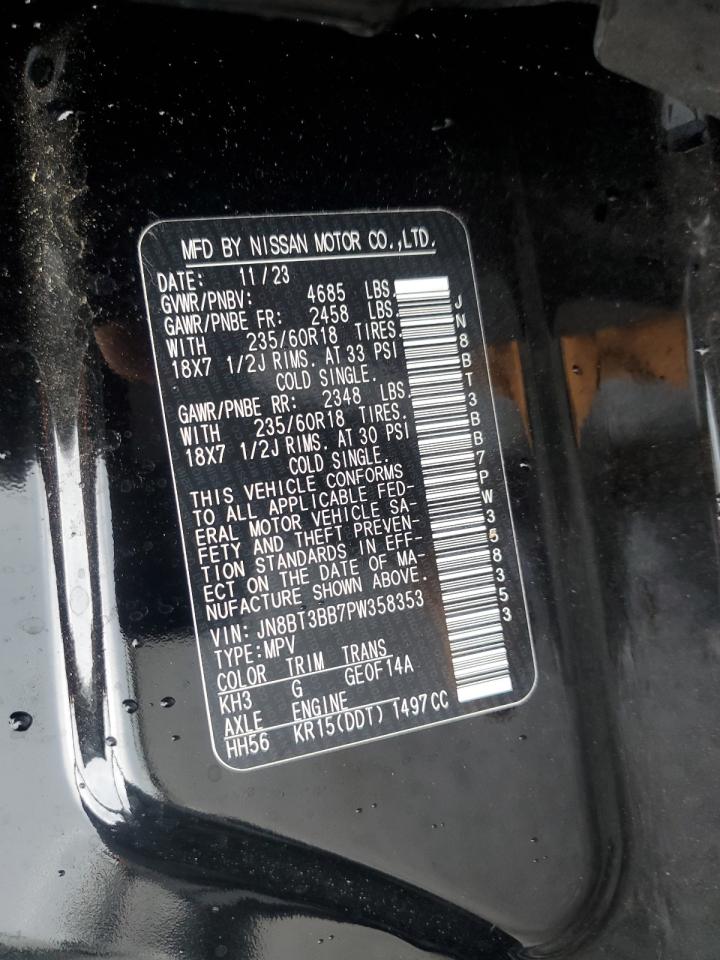 MFD BY NISSAN MOTOR CO.,LTD.
DATE: 11/23
GVWR/PNBV: 4685 LBS.
GAWR/PNBE FR: 2458 LBS.
WITH 235/60R18 TIRES.
18X7 1/2J RIMS. AT 33 PSI
COLD SINGLE.
GAWR/PNBE RR: 2348 LBS.
WITH 235/60R18 TIRES.
18X7 1/2J RIMS. AT 30 PSI
COLD SINGLE.
THIS VEHICLE CONFORMS
TO ALL APPLICABLE FED-
ERAL MOTOR VEHICLE SA-
FETY AND THEFT PREVEN-
TION STANDARDS IN EFF-
ECT ON THE DATE OF MA-
NUFACTURE SHOWN ABOVE.
VIN: JN8BT3BB7PW358353
TYPE:MPV
COLOR TRIM TRANS
KH3 G GE0F14A
AXLE ENGINE
HH56 KR15(DDT) 1497CC
JN8BT3BB7PW358353